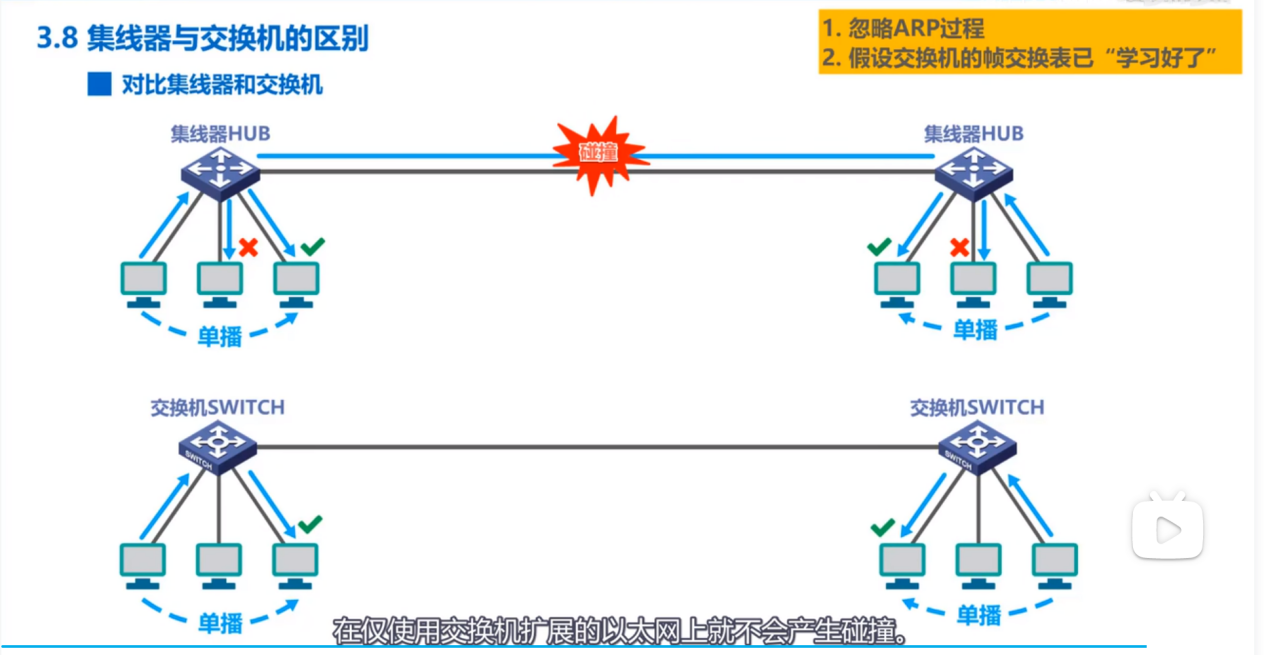 3.8 集线器与交换机的区别
1. 忽略ARP过程
2. 假设交换机的帧交换表已“学习好了”
对比集线器和交换机
集线器HUB
碰撞
集线器HUB
单播
单播
交换机SWITCH
交换机SWITCH
SWITCH
SWITCH
单播
单播
在仅使用交换机扩展的以太网上就不会产生碰撞。